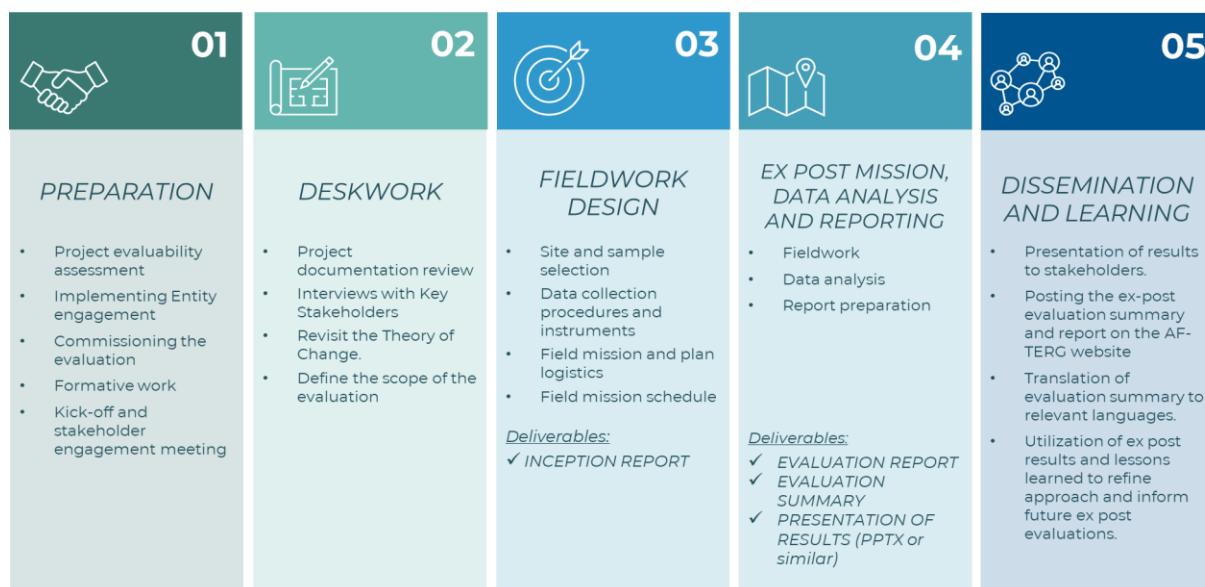 01
PREPARATION
• Project evaluability
assessment
• Implementing Entity
engagement
• Commissioning the
evaluation
• Formative work
• Kick-off and
stakeholder
engagement meeting
02
DESKWORK
• Project
documentation review
• Interviews with Key
Stakeholders
• Revisit the Theory of
Change.
• Define the scope of the
evaluation
03
FIELDWORK
DESIGN
• Site and sample
selection
• Data collection
procedures and
instruments
• Field mission and plan
logistics
• Field mission schedule
Deliverables:
✓ INCEPTION REPORT
04
EX POST MISSION,
DATA ANALYSIS
AND REPORTING
• Fieldwork
• Data analysis
• Report preparation
Deliverables:
✓ EVALUATION REPORT
✓ EVALUATION
SUMMARY
✓ PRESENTATION OF
RESULTS (PPTX or
similar)
05
DISSEMINATION
AND LEARNING
• Presentation of results
to stakeholders.
• Posting the ex-post
evaluation summary
and report on the AF-
TERG website
• Translation of
evaluation summary to
relevant languages.
• Utilization of ex post
results and lessons
learned to refine
approach and inform
future ex post
evaluations.